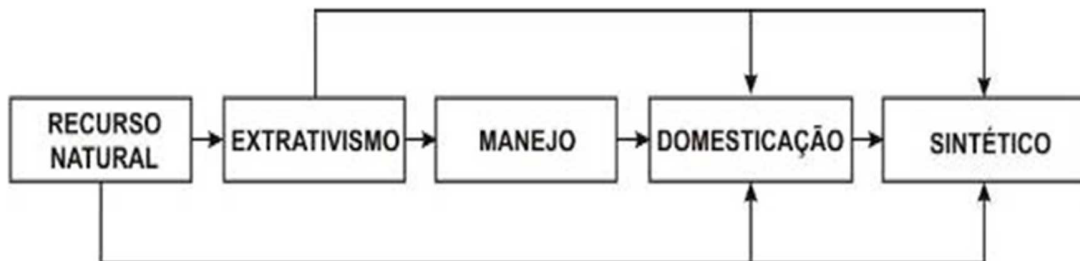 RECURSO
NATURAL
EXTRATIVISMO
MANEJO
DOMESTICAÇÃO
SINTÉTICO